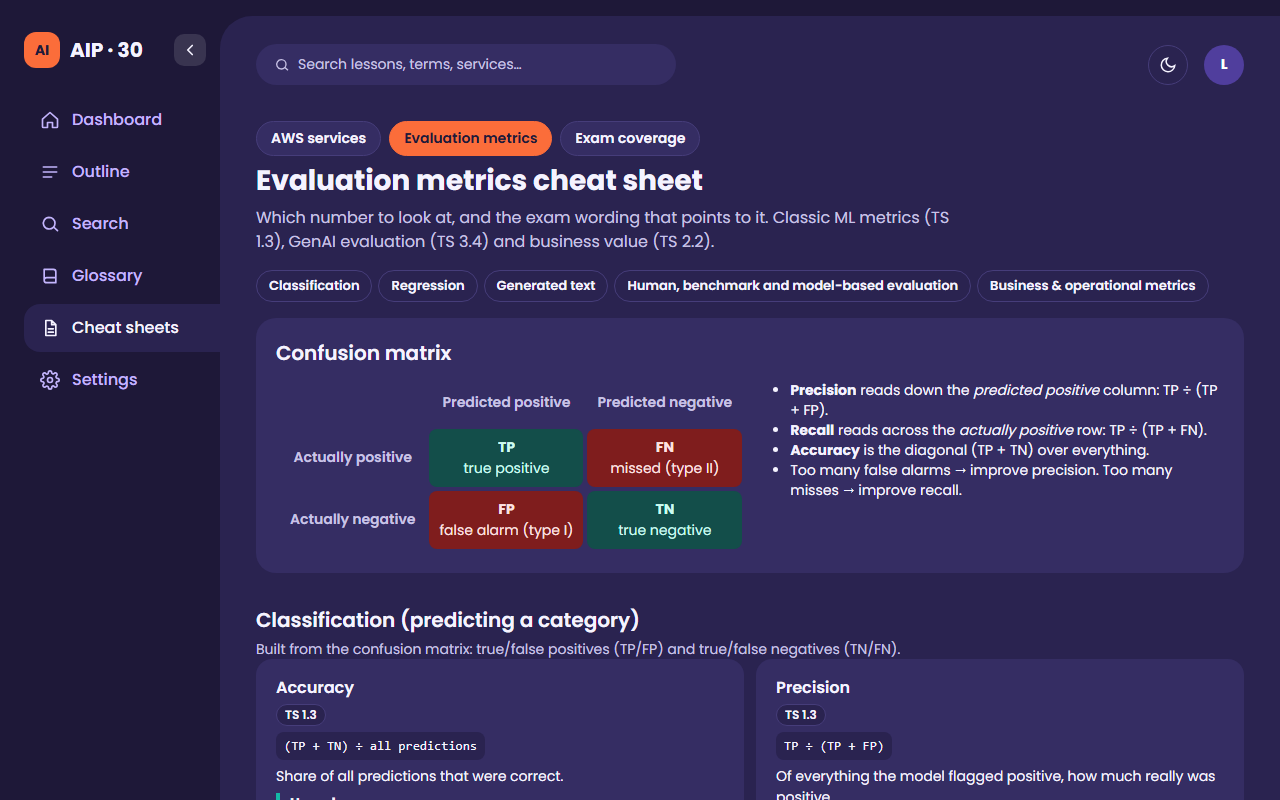 AI AIP · 30
Dashboard
Outline
Search
Glossary
Cheat sheets
Settings
Search lessons, terms, services…
L
AWS services Evaluation metrics Exam coverage
Evaluation metrics cheat sheet
Which number to look at, and the exam wording that points to it. Classic ML metrics (TS
1.3), GenAI evaluation (TS 3.4) and business value (TS 2.2).
Classification Regression Generated text Human, benchmark and model-based evaluation Business & operational metrics
Confusion matrix
Predicted positive Predicted negative
Actually positive
TP
true positive
FN
missed (type II)
Actually negative
FP
false alarm (type I)
TN
true negative
Precision reads down the predicted positive column: TP ÷ (TP
+ FP).
Recall reads across the actually positive row: TP ÷ (TP + FN).
Accuracy is the diagonal (TP + TN) over everything.
Too many false alarms → improve precision. Too many
misses → improve recall.
Classification (predicting a category)
Built from the confusion matrix: true/false positives (TP/FP) and true/false negatives (TN/FN).
Accuracy
TS 1.3
(TP + TN) ÷ all predictions
Share of all predictions that were correct.
Precision
TS 1.3
TP ÷ (TP + FP)
Of everything the model flagged positive, how much really was
positive.